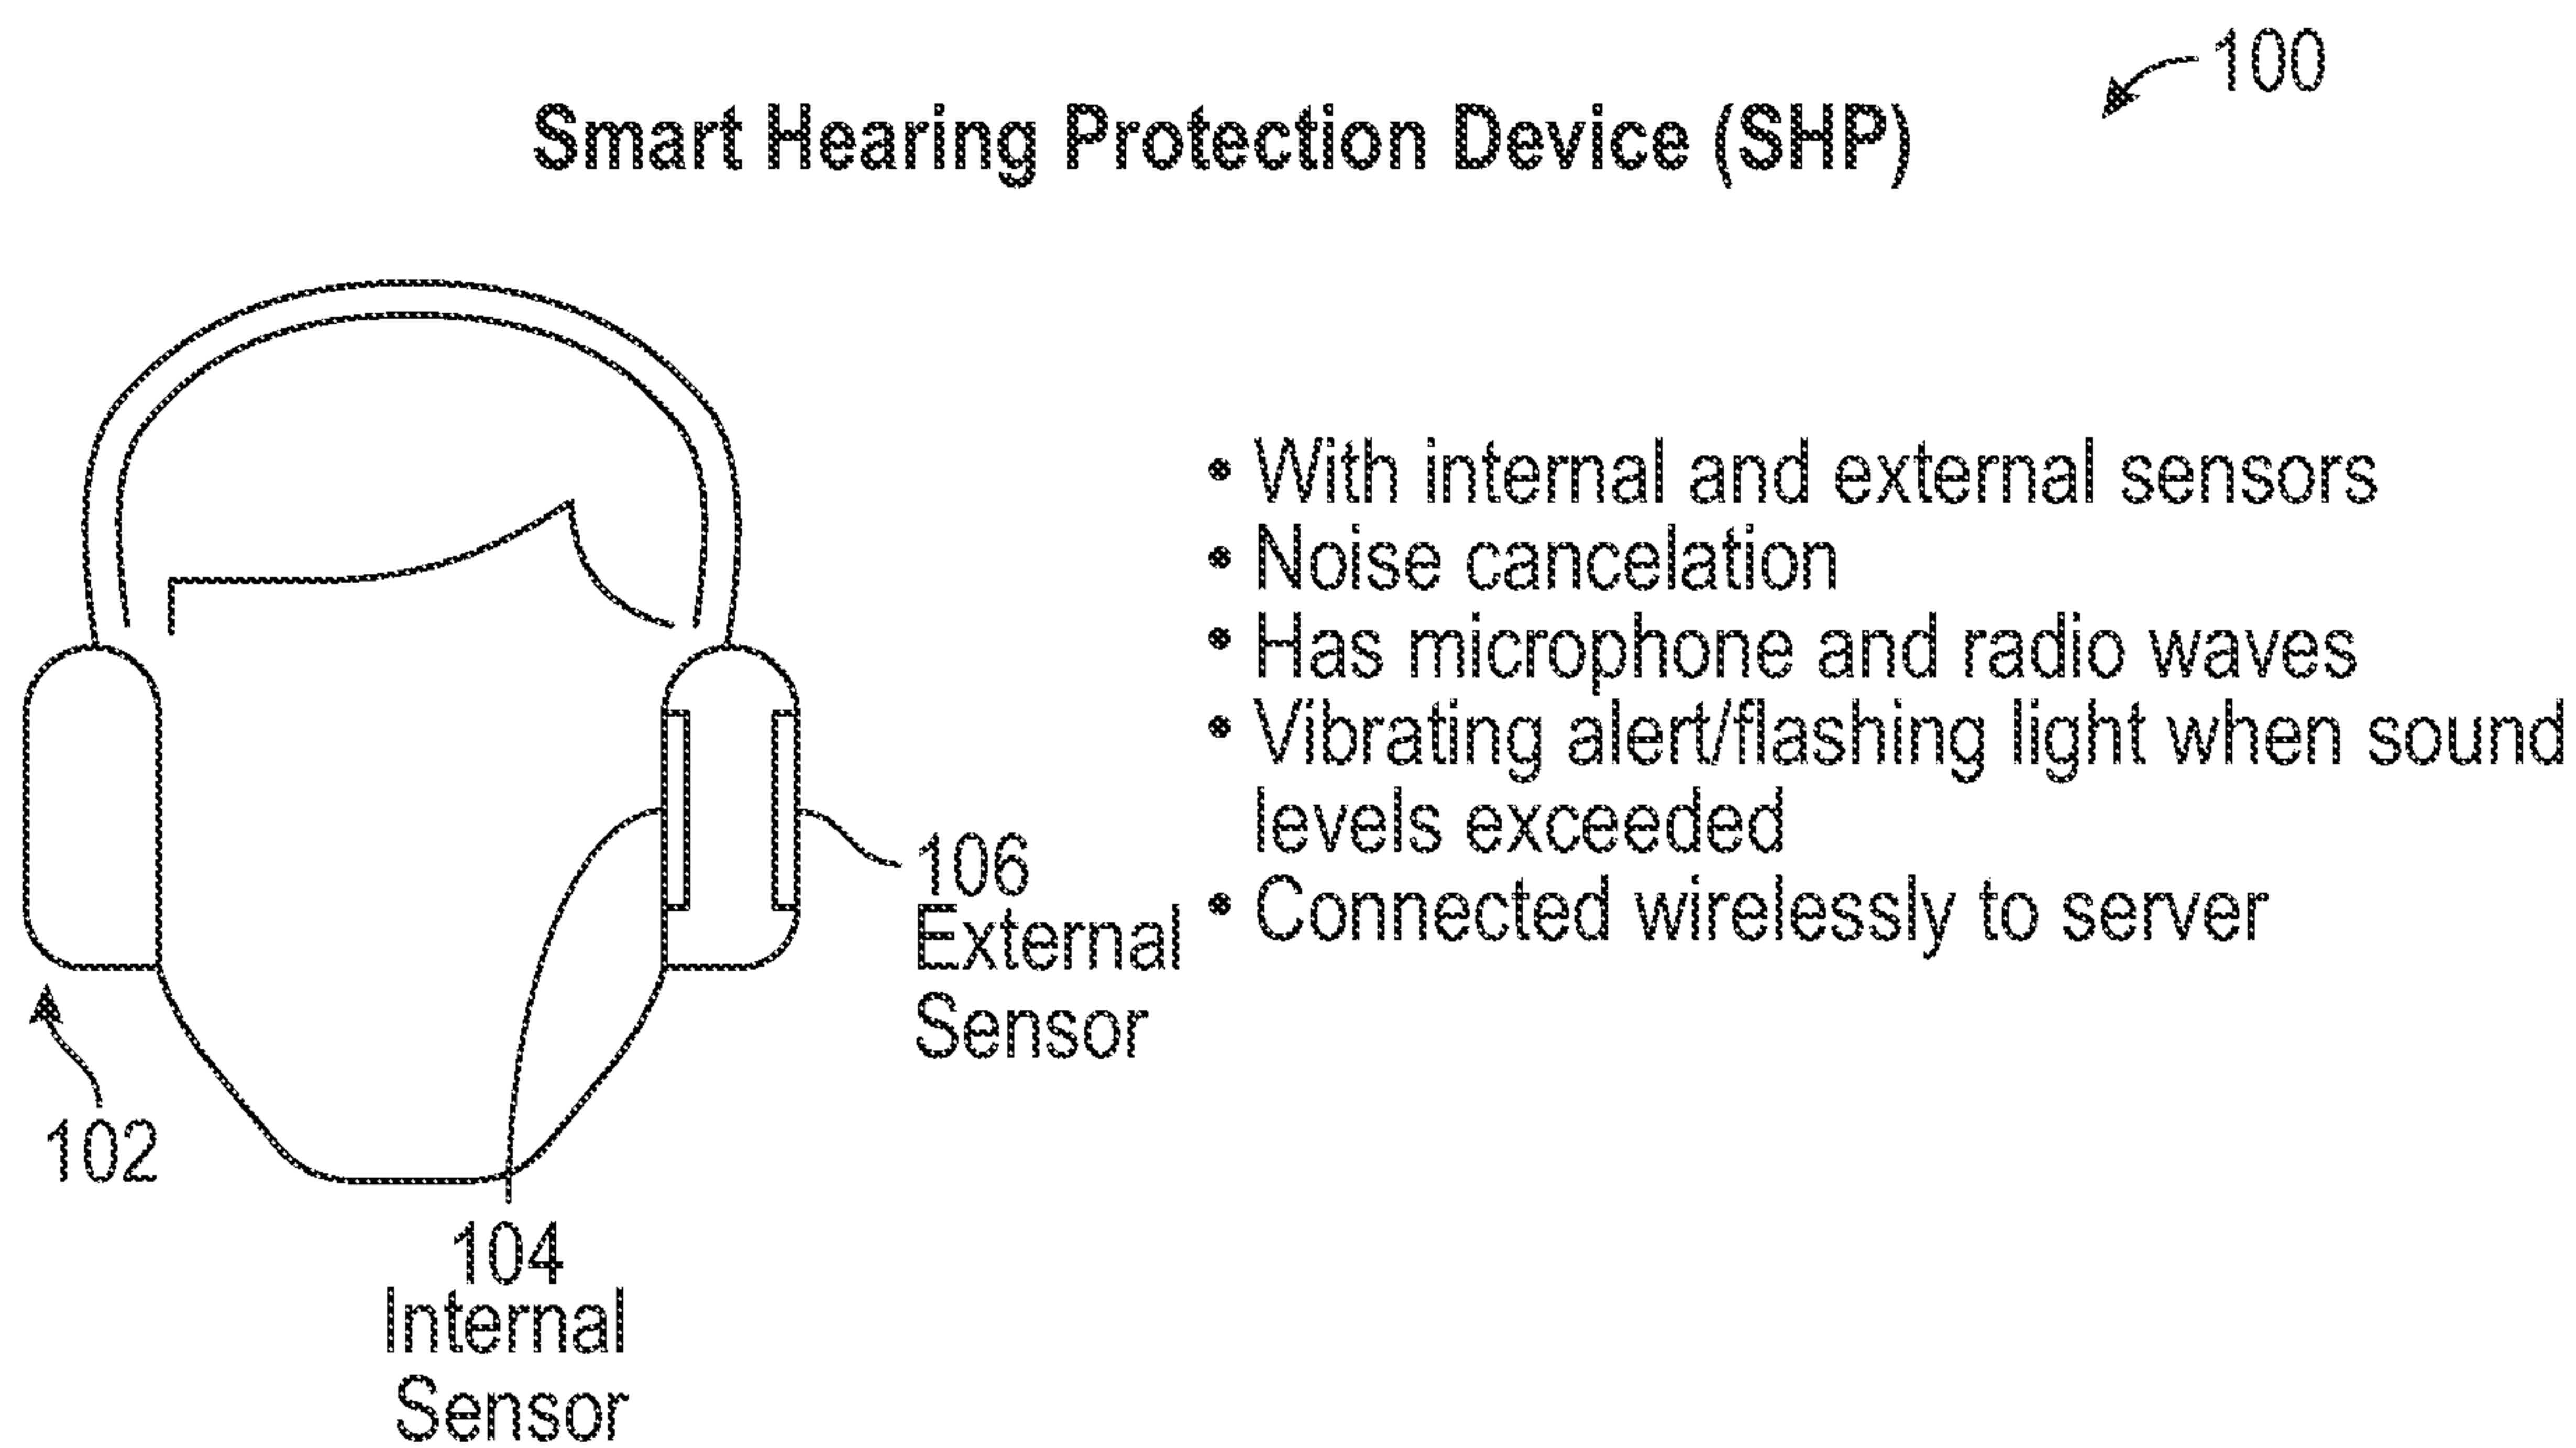 100
Smart Hearing Protection Device (SHP)
• With internal and external sensors
• Noise cancelation
• Has microphone and radio waves
• Vibrating alert/flashing light when sound
levels exceeded
• Connected wirelessly to server
106
External
Sensor
102
104
Internal
Sensor